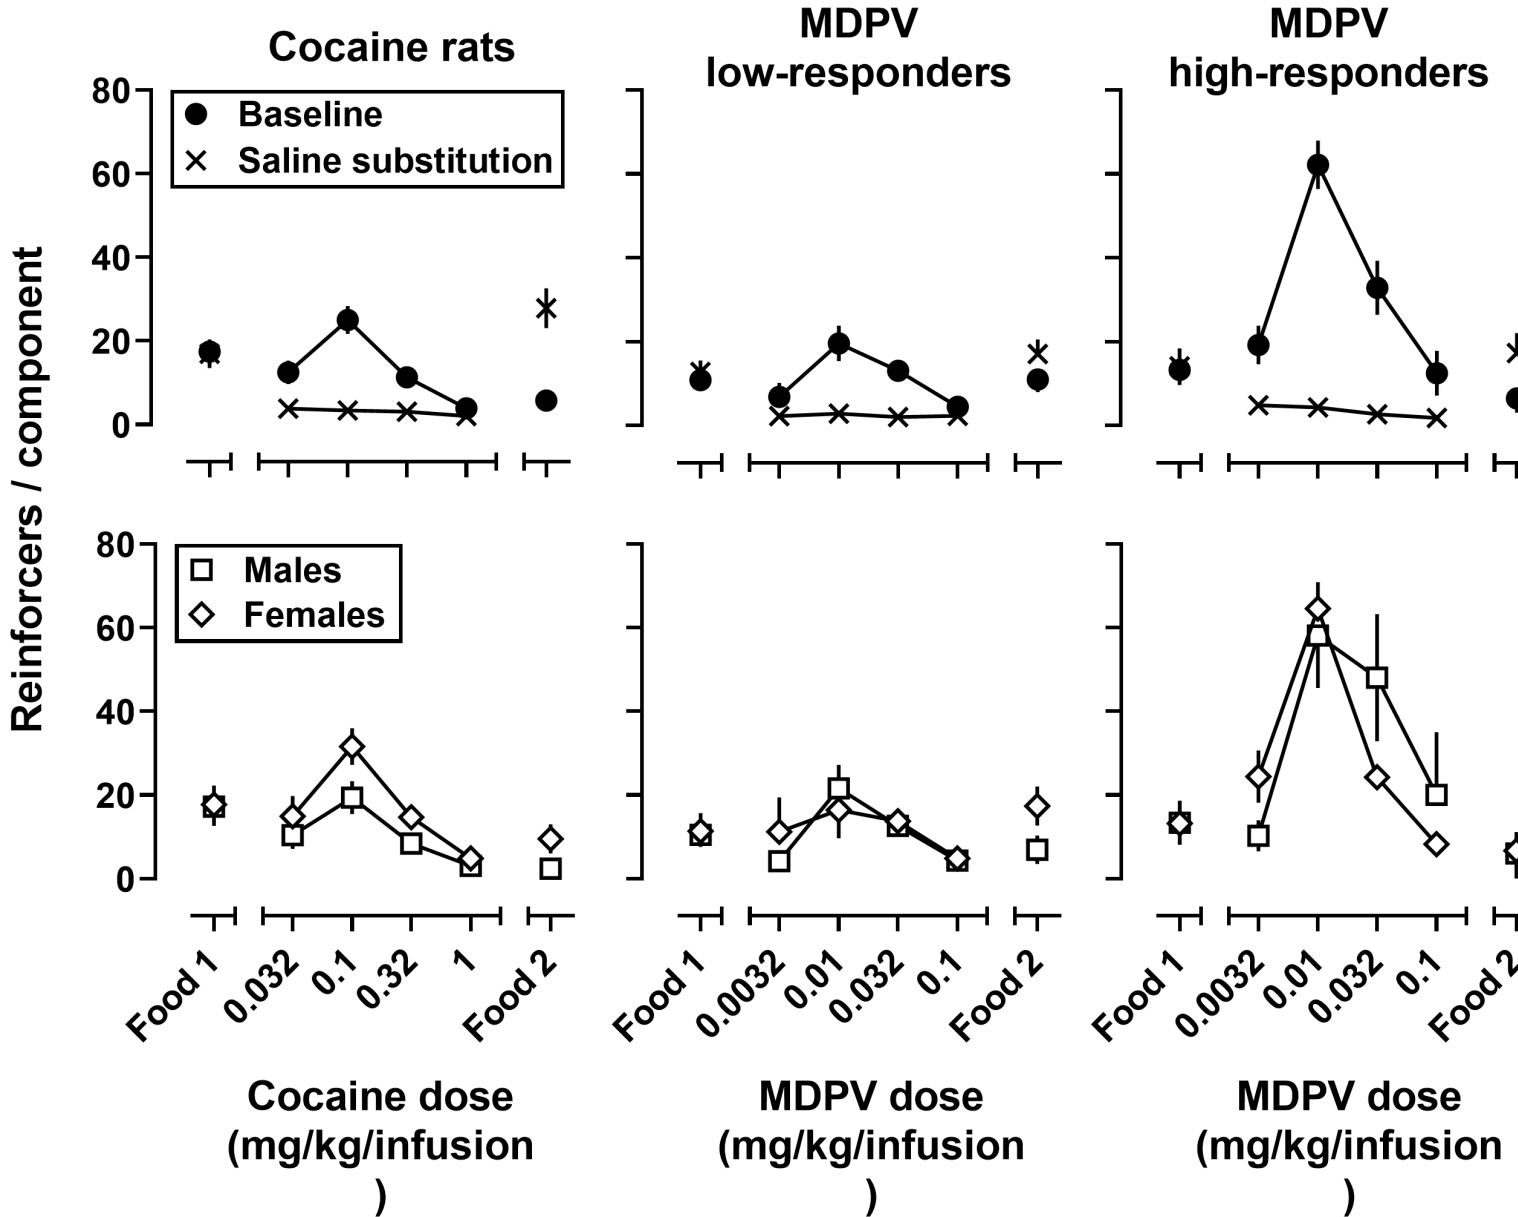 Cocaine rats
MDPV
low-responders
MDPV
high-responders
Reinforcers / component
80
60
40
20
0
Baseline
Saline substitution
80
60
40
20
0
Males
Females
Food 1
0.032
0.1
0.32
1
Food 2
Food 1
0.0032
0.01
0.032
0.1
Food 2
Food 1
0.0032
0.01
0.032
0.1
Food 2
Cocaine dose
(mg/kg/infusion
)
MDPV dose
(mg/kg/infusion
)
MDPV dose
(mg/kg/infusion
)